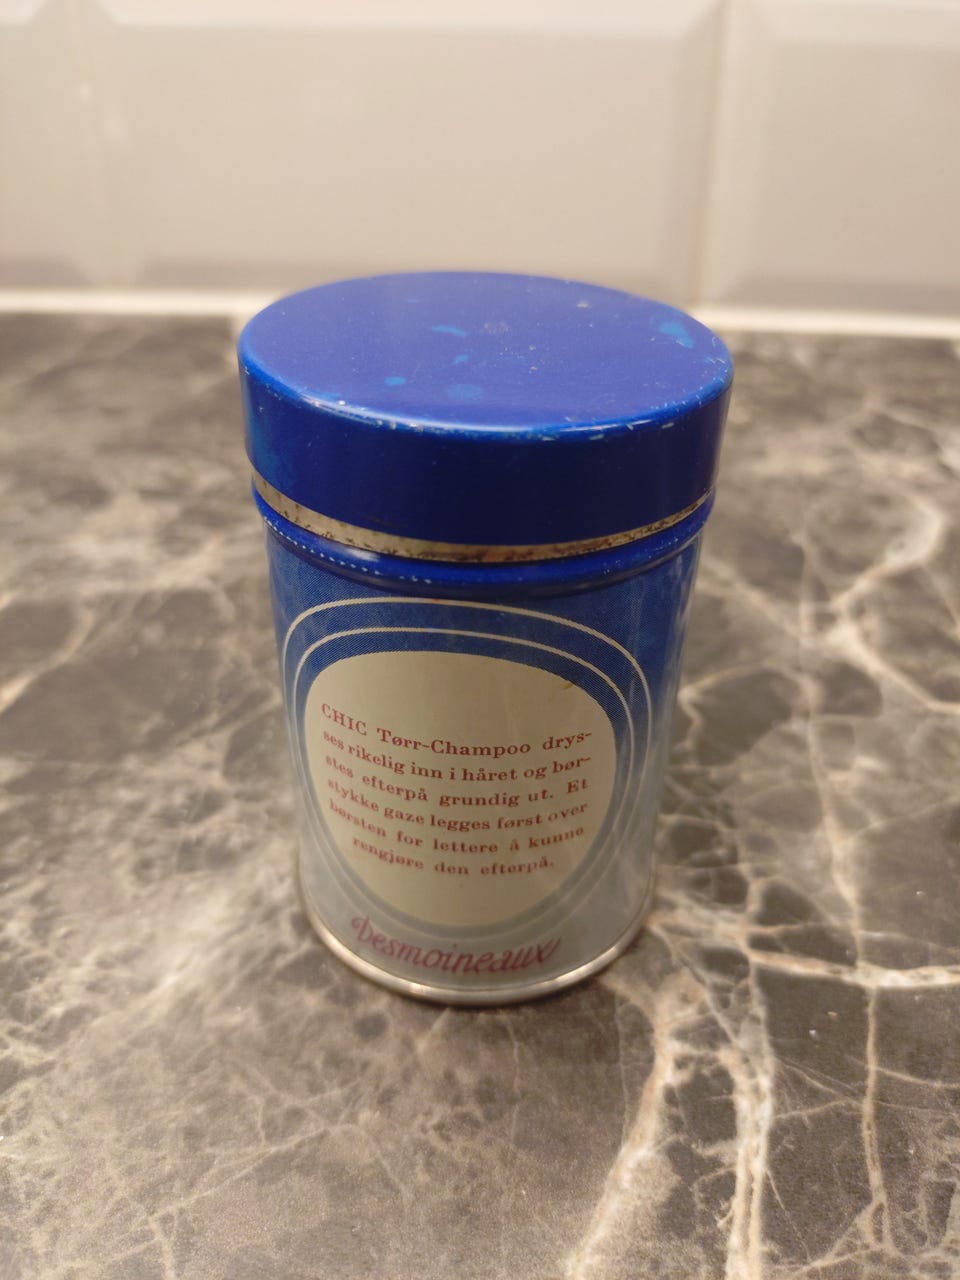 CHIC Tørr-Champoo drys-
ses rikelig inn i håret og bør-
stes efterpå grundig ut. Et
stykke gaze legges først over
børsten for lettere å kunne
rengjøre den efterpå.
Desmoineaux